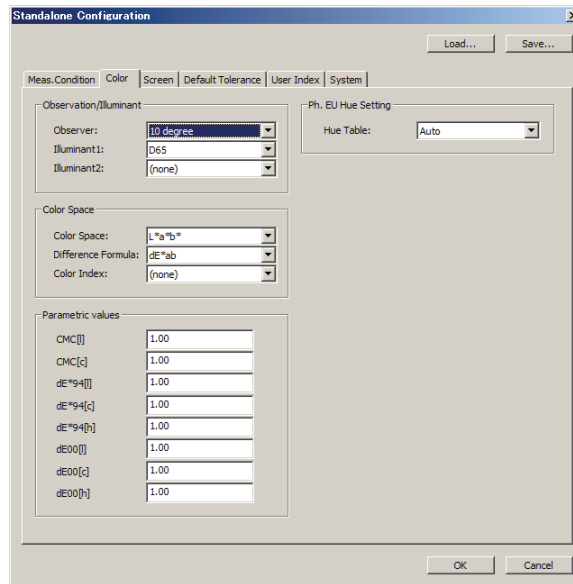 Standalone Configuration
Load... Save...
Meas.Condition Color Screen Default Tolerance User Index System
Observation/Illuminant
Observer: 10 degree
Illuminant1: D65
Illuminant2: (none)
Ph. EU Hue Setting
Hue Table: Auto
Color Space
Color Space: L*a*b*
Difference Formula: dE*ab
Color Index: (none)
Parametric values
CMC[l] 1.00
CMC[c] 1.00
dE*94[l] 1.00
dE*94[c] 1.00
dE*94[h] 1.00
dE00[l] 1.00
dE00[c] 1.00
dE00[h] 1.00
OK Cancel